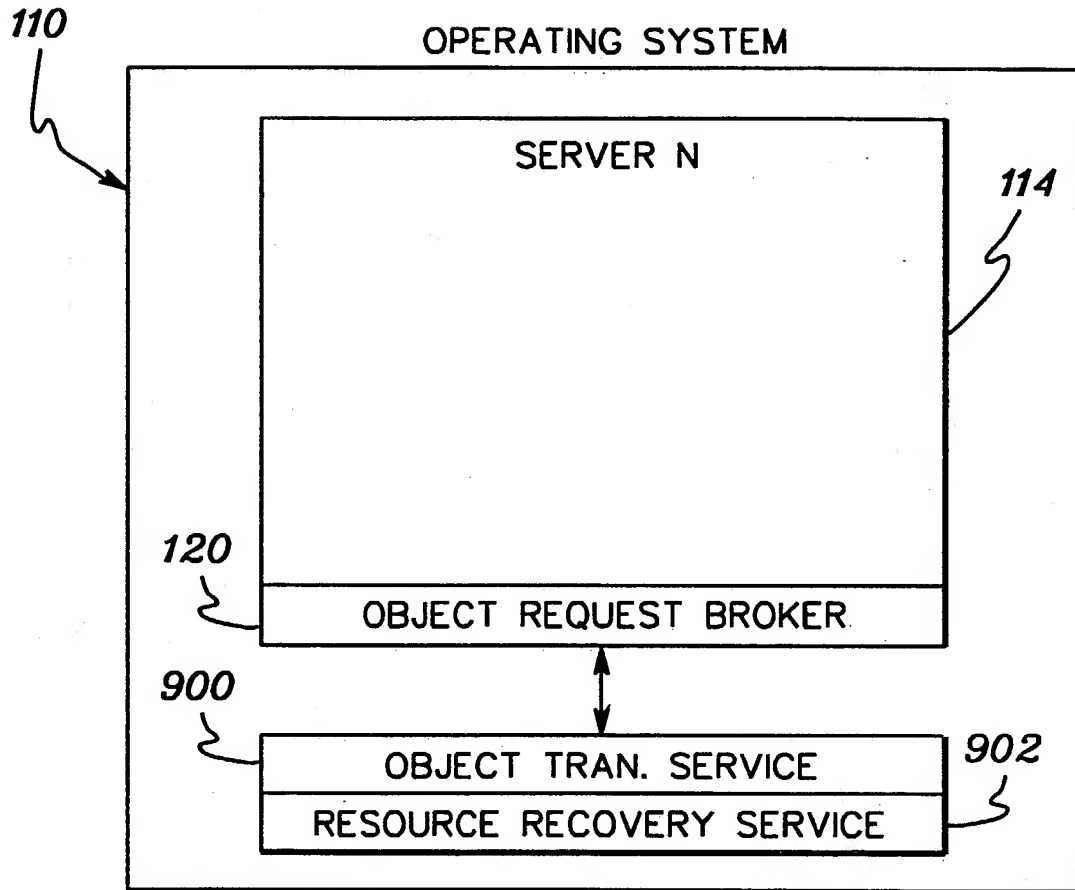 110
OPERATING SYSTEM
SERVER N
114
120
OBJECT REQUEST BROKER
900
OBJECT TRAN. SERVICE
902
RESOURCE RECOVERY SERVICE